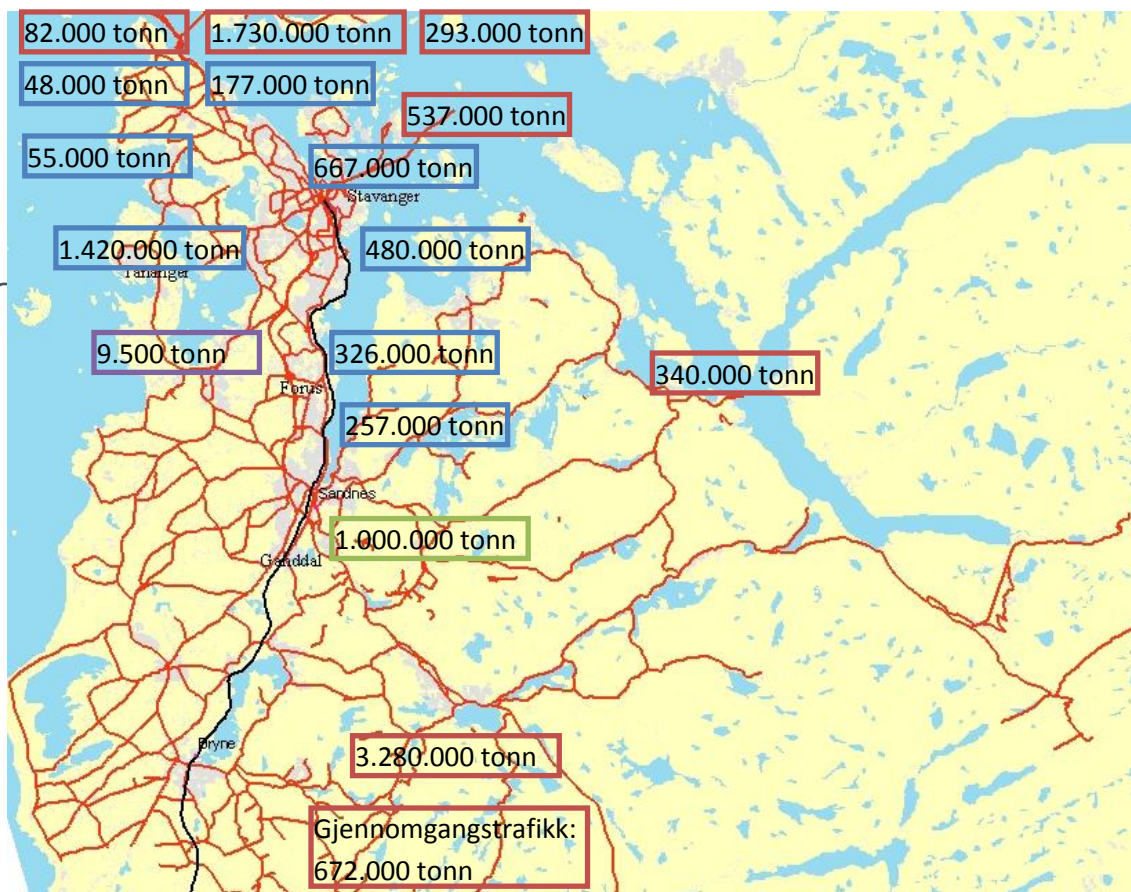 82.000 tonn 1.730.000 tonn 293.000 tonn
48.000 tonn 177.000 tonn
537.000 tonn
55.000 tonn 667.000 tonn
Stavanger
1.420.000 tonn 480.000 tonn
Tananger
9.500 tonn 326.000 tonn
340.000 tonn
Forus
257.000 tonn
Sandnes
1.000.000 tonn
Ganddal
Bryne
3.280.000 tonn
Gjennomgangstrafikk:
672.000 tonn